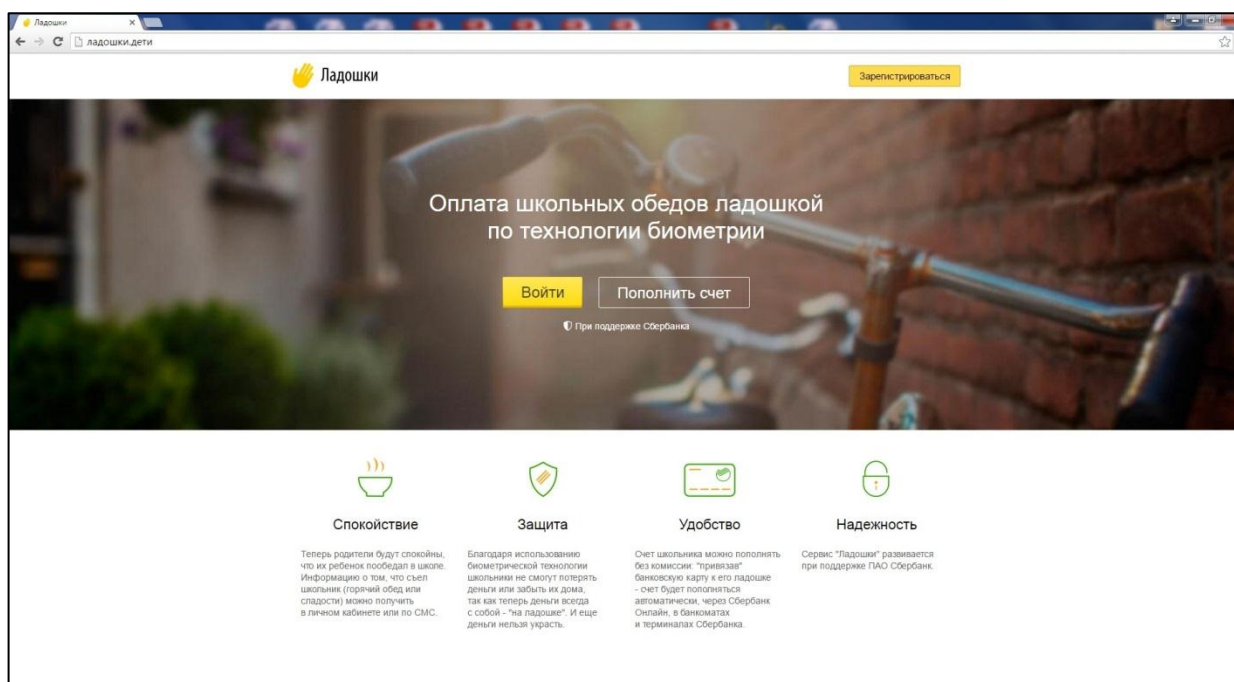 Ладошки
ладошки.дети
Ладошки
Зарегистрироваться
Оплата школьных обедов ладошкой
по технологии биометрии
Войти
Пополнить счет
При поддержке Сбербанка
Спокойствие
Теперь родители будут спокойны,
что их ребенок пообедал в школе.
Информацию о том, что съел
школьник (горячий обед или
сладости) можно получить
в личном кабинете или по СМС.
Защита
Благодаря использованию
биометрической технологии
школьники не смогут потерять
деньги или забыть их дома,
так как теперь деньги всегда
с собой - "на ладошке". И еще
деньги нельзя украсть.
Удобство
Счет школьника можно пополнять
без комиссии: "привязав"
банковскую карту к его ладошке
- счет будет пополняться
автоматически, через Сбербанк
Онлайн, в банкоматах
и терминалах Сбербанка.
Надежность
Сервис "Ладошки" развивается
при поддержке ПАО Сбербанк.